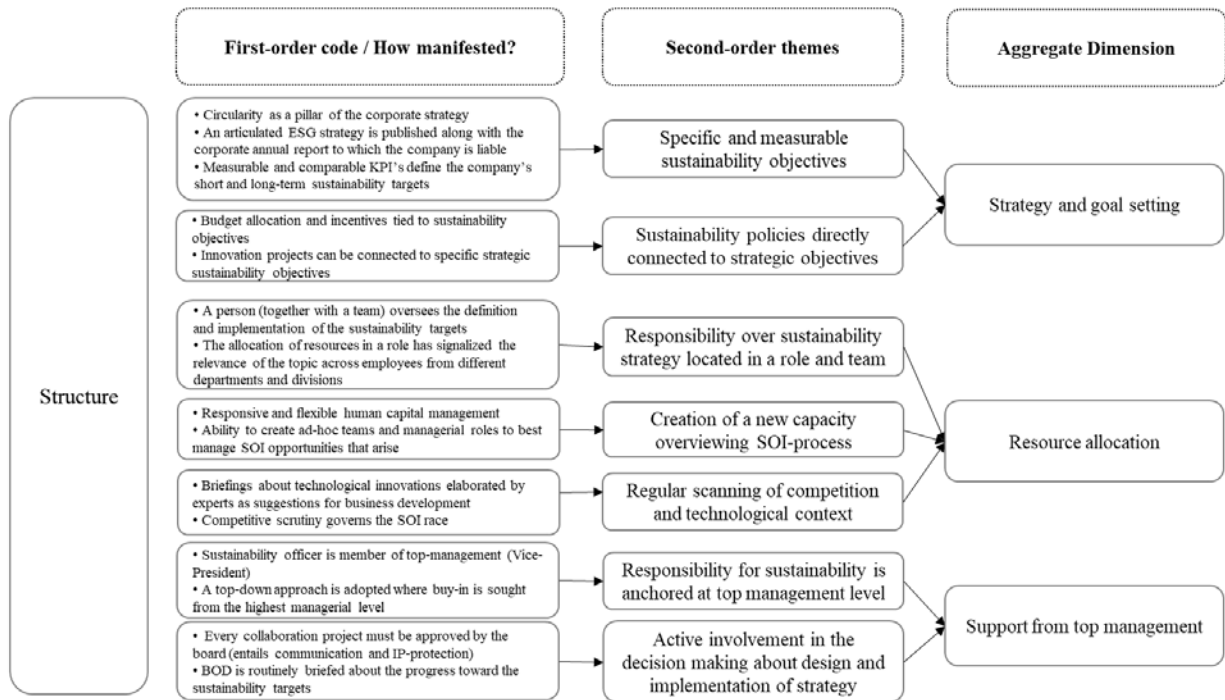 First-order code / How manifested?
Second-order themes
Aggregate Dimension
Structure
• Circularity as a pillar of the corporate strategy
• An articulated ESG strategy is published along with the
corporate annual report to which the company is liable
• Measurable and comparable KPI's define the company's
short and long-term sustainability targets
Specific and measurable
sustainability objectives
• Budget allocation and incentives tied to sustainability
objectives
• Innovation projects can be connected to specific strategic
sustainability objectives
Sustainability policies directly
connected to strategic objectives
Strategy and goal setting
• A person (together with a team) oversees the definition
and implementation of the sustainability targets
• The allocation of resources in a role has signalized the
relevance of the topic across employees from different
departments and divisions
Responsibility over sustainability
strategy located in a role and team
• Responsive and flexible human capital management
• Ability to create ad-hoc teams and managerial roles to best
manage SOI opportunities that arise
Creation of a new capacity
overviewing SOI-process
• Briefings about technological innovations elaborated by
experts as suggestions for business development
• Competitive scrutiny governs the SOI race
Regular scanning of competition
and technological context
Resource allocation
• Sustainability officer is member of top-management (Vice-
President)
• A top-down approach is adopted where buy-in is sought
from the highest managerial level
Responsibility for sustainability is
anchored at top management level
• Every collaboration project must be approved by the
board (entails communication and IP-protection)
• BOD is routinely briefed about the progress toward the
sustainability targets
Active involvement in the
decision making about design and
implementation of strategy
Support from top management